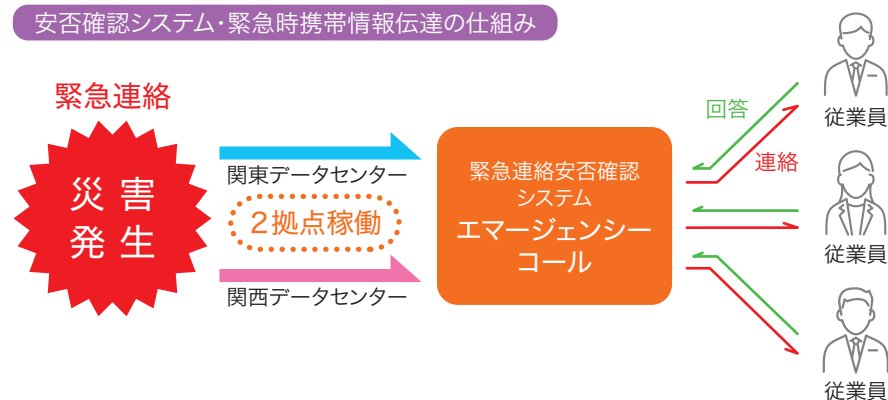 安否確認システム・緊急時携帯情報伝達の仕組み
緊急連絡
災害
発生
関東データセンター
2拠点稼働
関西データセンター
緊急連絡安否確認
システム
エマージェンシー
コール
回答
連絡
従業員
従業員
従業員